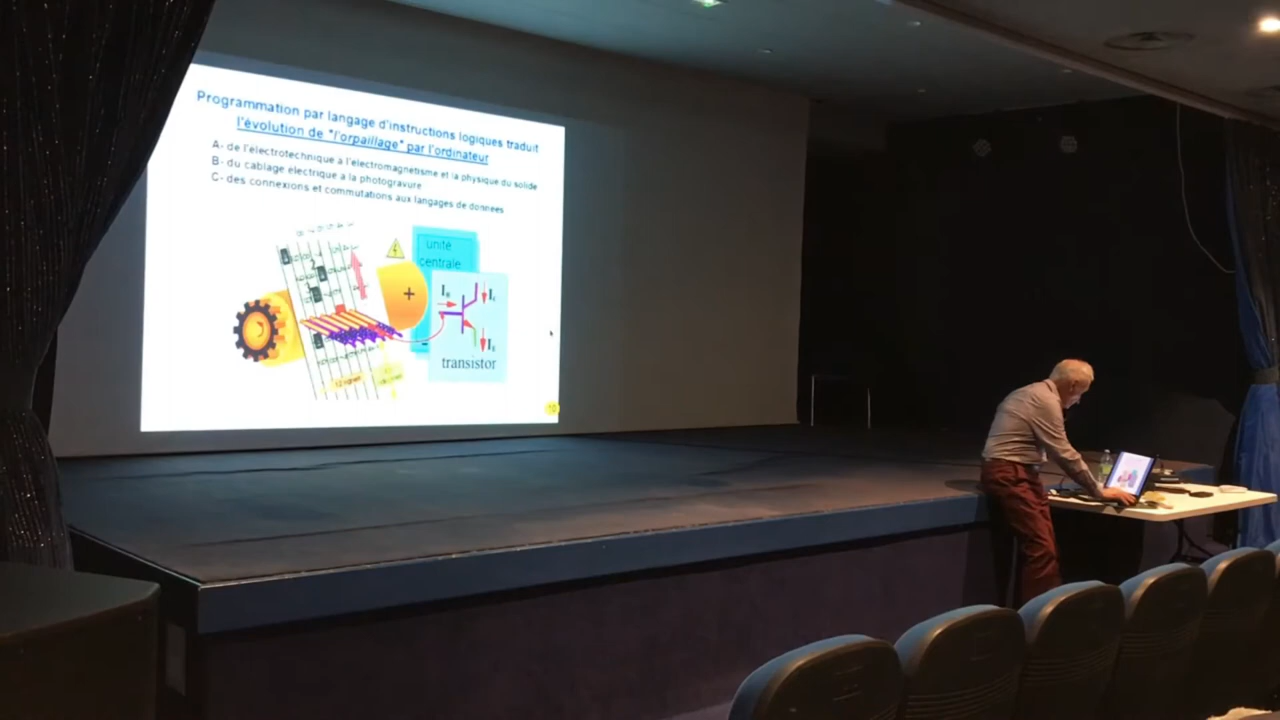 Programmation par langage d'instructions logiques traduit
l'évolution de "l'orpaillage" par l'ordinateur
A- de l'électrotechnique à l'électromagnétisme et la physique du solide
B- du cablage électrique à la photogravure
C- des connexions et commutations aux langages de données
unité
centrale
+
transistor
10